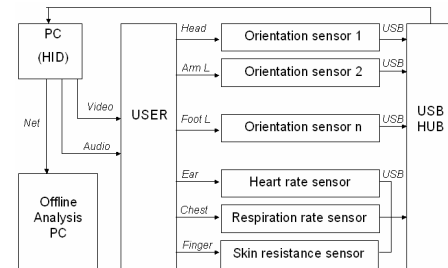 PC
(HID)
Head
Orientation sensor 1
USB
Arm L
Orientation sensor 2
USB
Video
USER
Foot L
Orientation sensor n
USB
USB
HUB
Net
Audio
Ear
Heart rate sensor
USB
Offline
Analysis
PC
Chest
Respiration rate sensor
Finger
Skin resistance sensor